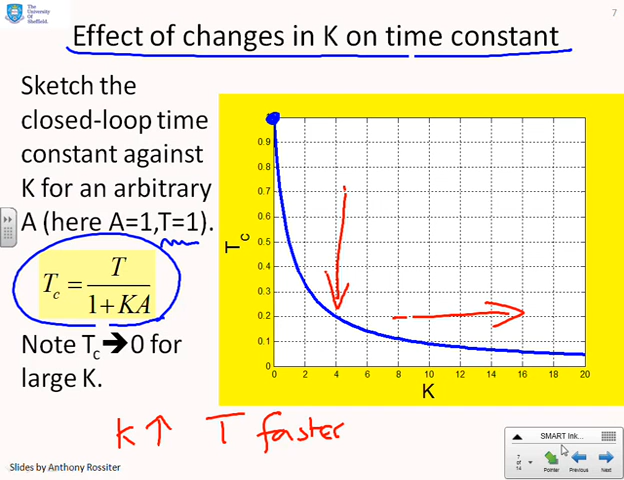 The
University
Of
Sheffield.
7
Effect of changes in K on time constant
Sketch the
closed-loop time
constant against
K for an arbitrary
A (here A=1,T=1).
T_c = T / (1 + KA)
Note T_c → 0 for
large K.
0.9
0.8
0.7
0.6
0.5
0.4
0.3
0.2
0.1
0
T_c
0 2 4 6 8 10 12 14 16 18 20
K
K ↑ T faster
Slides by Anthony Rossiter
SMART Ink...
7
of
14
Pointer Previous Next